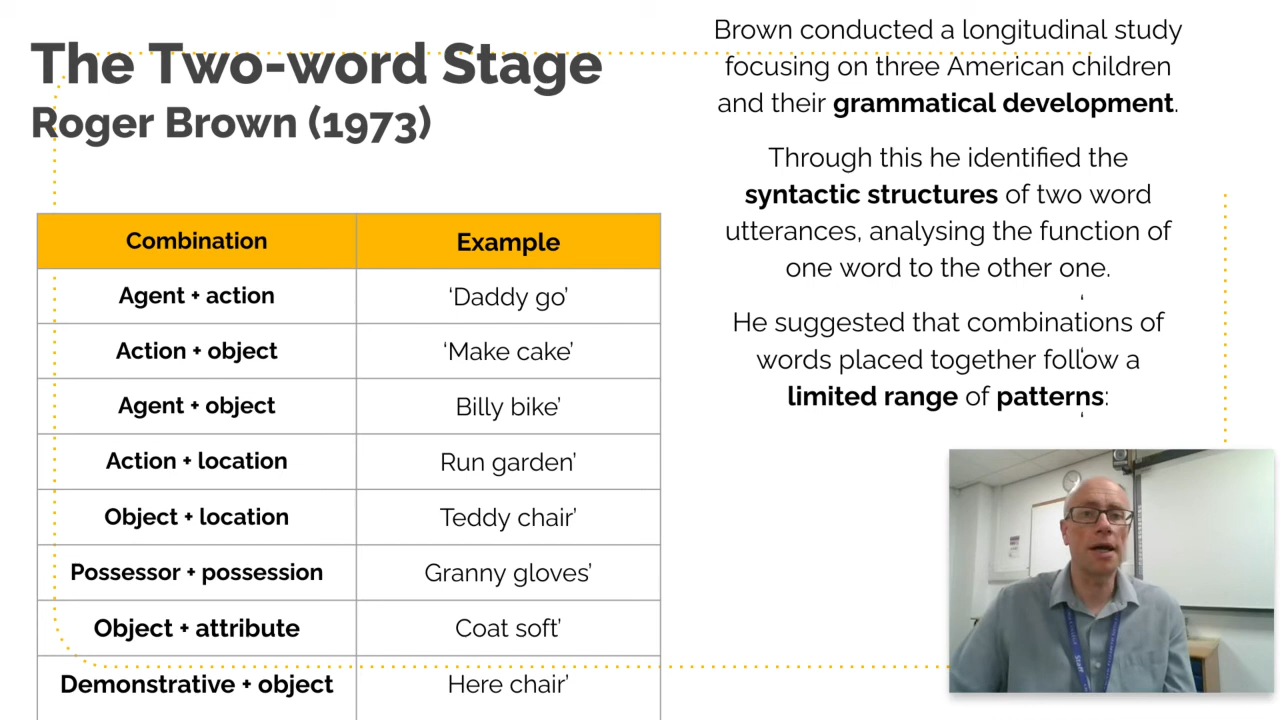 The Two-word Stage
Roger Brown (1973)
Combination Example
Agent + action ‘Daddy go’
Action + object ‘Make cake’
Agent + object Billy bike’
Action + location Run garden’
Object + location Teddy chair’
Possessor + possession Granny gloves’
Object + attribute Coat soft’
Demonstrative + object Here chair’
Brown conducted a longitudinal study
focusing on three American children
and their grammatical development.
Through this he identified the
syntactic structures of two word
utterances, analysing the function of
one word to the other one.
He suggested that combinations of
words placed together follow a
limited range of patterns:
Staff